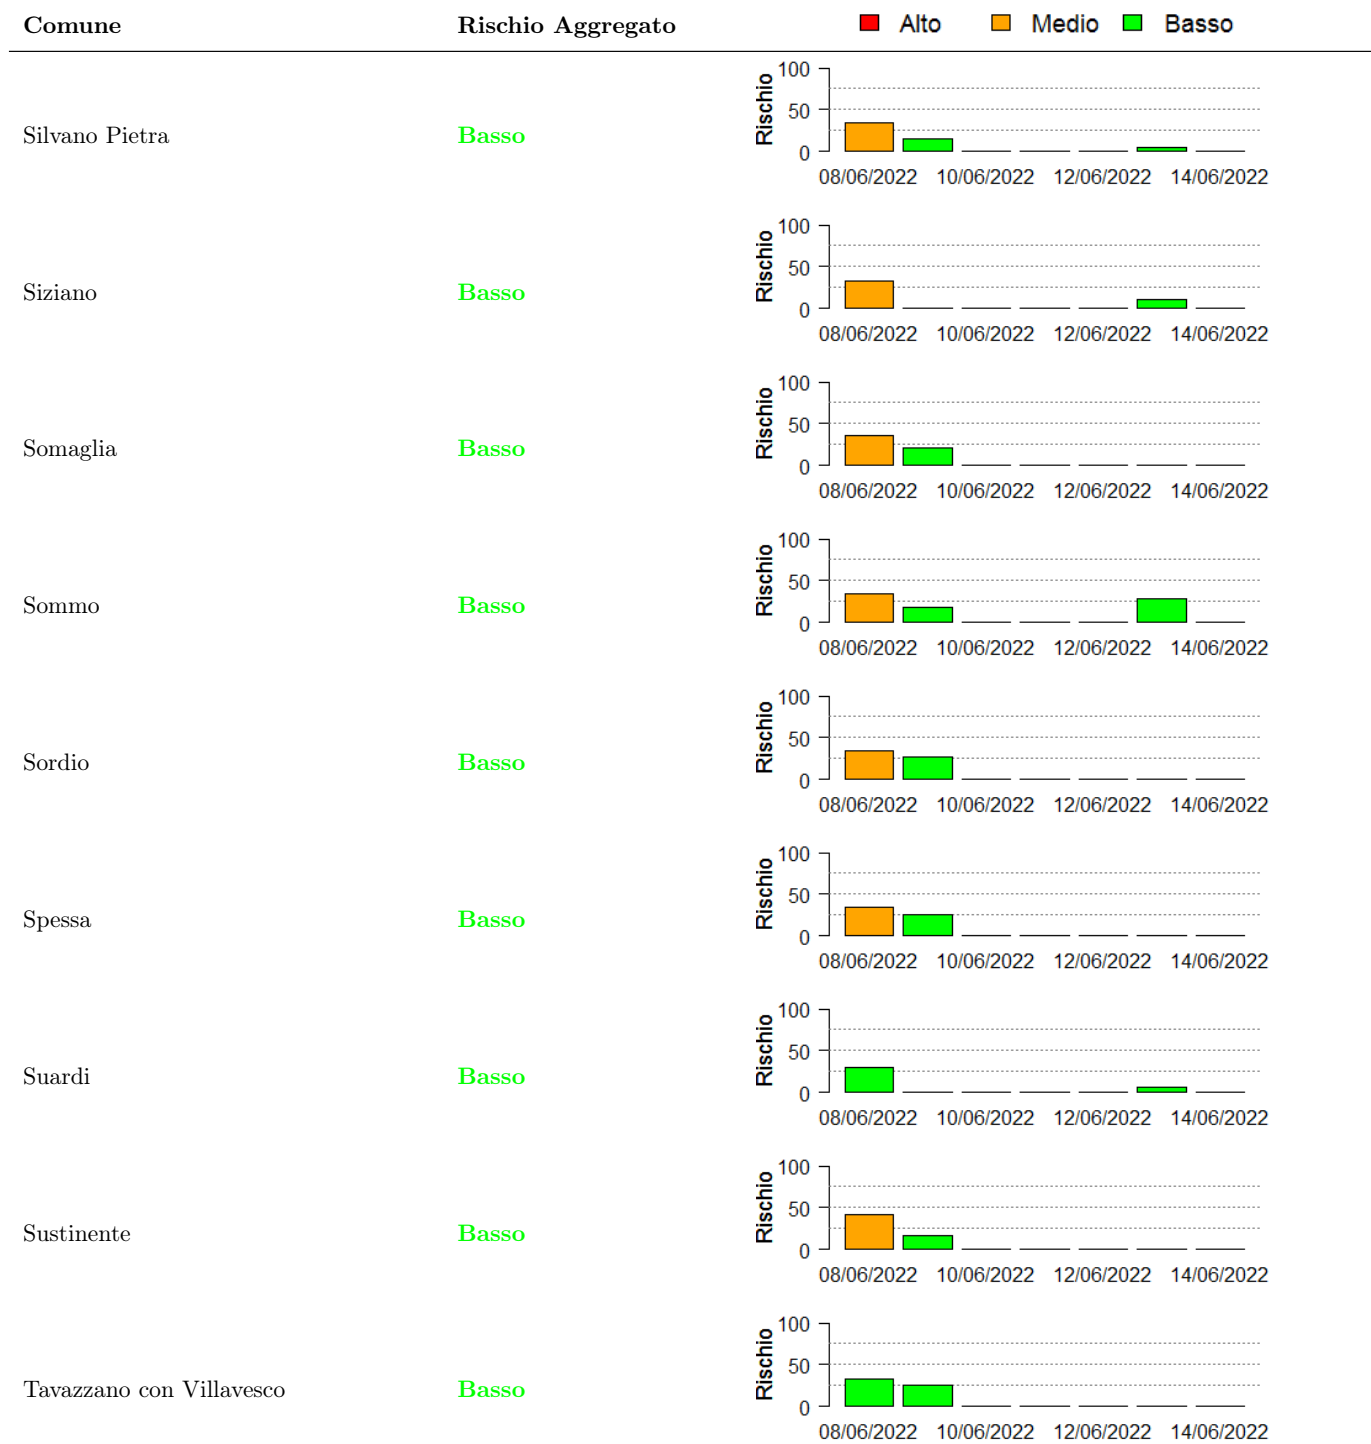 Comune Rischio Aggregato Alto Medio Basso
100
50
0
Rischio
Silvano Pietra Basso
08/06/2022 10/06/2022 12/06/2022 14/06/2022
100
50
0
Rischio
Siziano Basso
08/06/2022 10/06/2022 12/06/2022 14/06/2022
100
50
0
Rischio
Somaglia Basso
08/06/2022 10/06/2022 12/06/2022 14/06/2022
100
50
0
Rischio
Sommo Basso
08/06/2022 10/06/2022 12/06/2022 14/06/2022
100
50
0
Rischio
Sordio Basso
08/06/2022 10/06/2022 12/06/2022 14/06/2022
100
50
0
Rischio
Spessa Basso
08/06/2022 10/06/2022 12/06/2022 14/06/2022
100
50
0
Rischio
Suardi Basso
08/06/2022 10/06/2022 12/06/2022 14/06/2022
100
50
0
Rischio
Sustinente Basso
08/06/2022 10/06/2022 12/06/2022 14/06/2022
100
50
0
Rischio
Tavazzano con Villavesco Basso
08/06/2022 10/06/2022 12/06/2022 14/06/2022